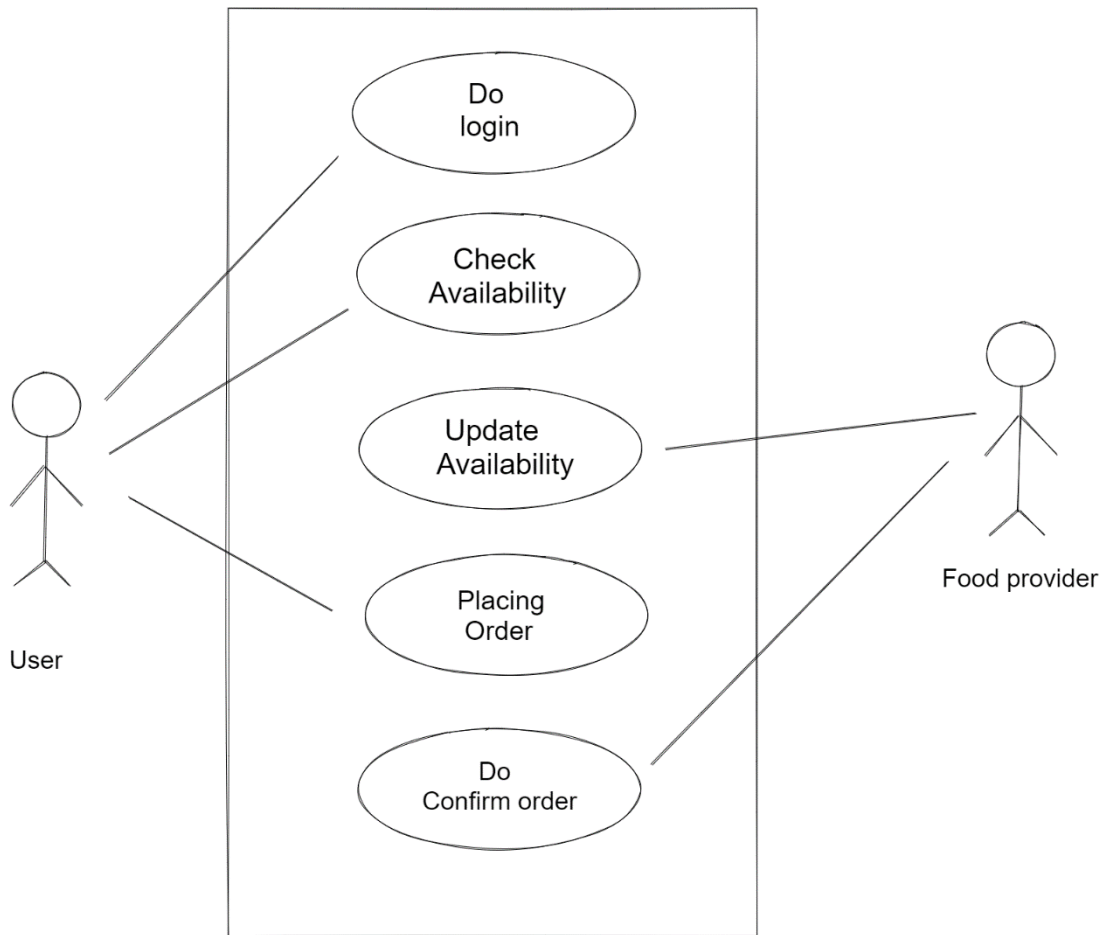 Do
login
Check
Availability
Update
Availability
Food provider
Placing
Order
User
Do
Confirm order